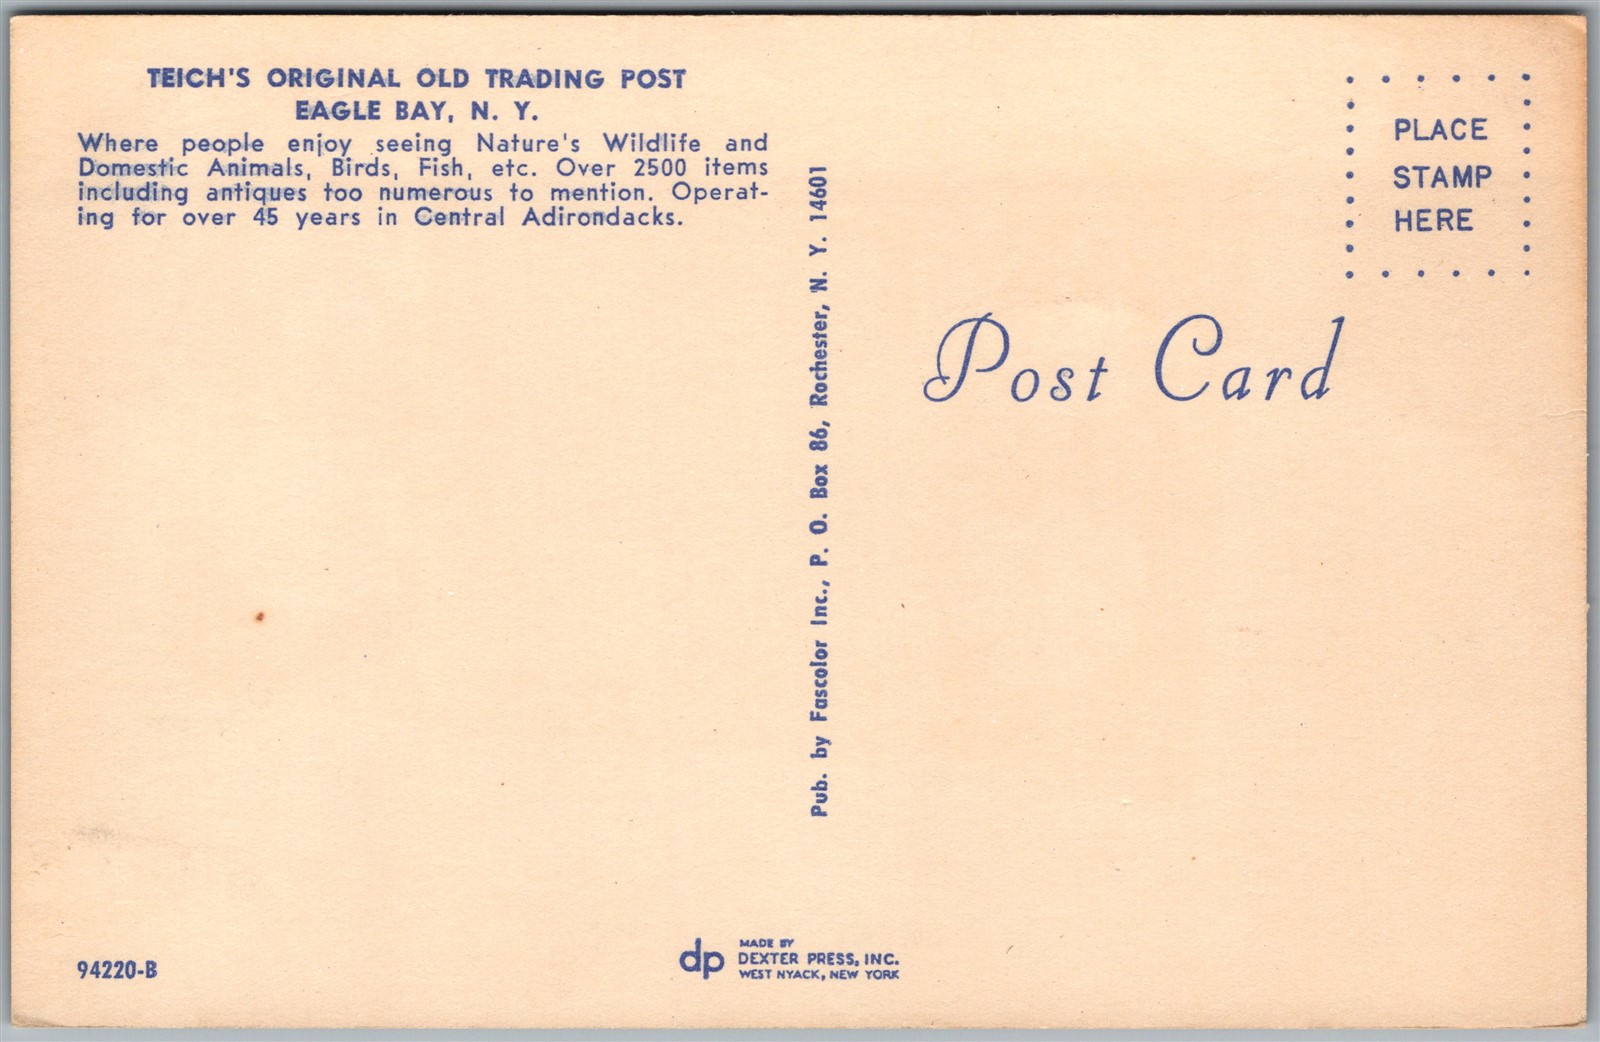 TEICH'S ORIGINAL OLD TRADING POST
EAGLE BAY, N. Y.
Where people enjoy seeing Nature's Wildlife and
Domestic Animals, Birds, Fish, etc. Over 2500 items
including antiques too numerous to mention. Operat-
ing for over 45 years in Central Adirondacks.
94220-B
Pub. by Fascolor Inc., P. O. Box 86, Rochester, N. Y. 14601
dp
MADE BY
DEXTER PRESS, INC.
WEST NYACK, NEW YORK
PLACE
STAMP
HERE
Post Card